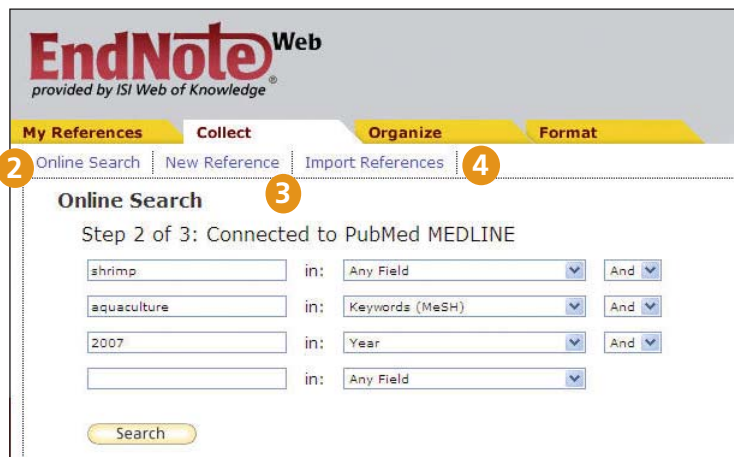 EndNote Web
provided by ISI Web of Knowledge®
My References Collect Organize Format
2 Online Search New Reference Import References 4
3
Online Search
Step 2 of 3: Connected to PubMed MEDLINE
shrimp in: Any Field And
aquaculture in: Keywords (MeSH) And
2007 in: Year And
in: Any Field
Search